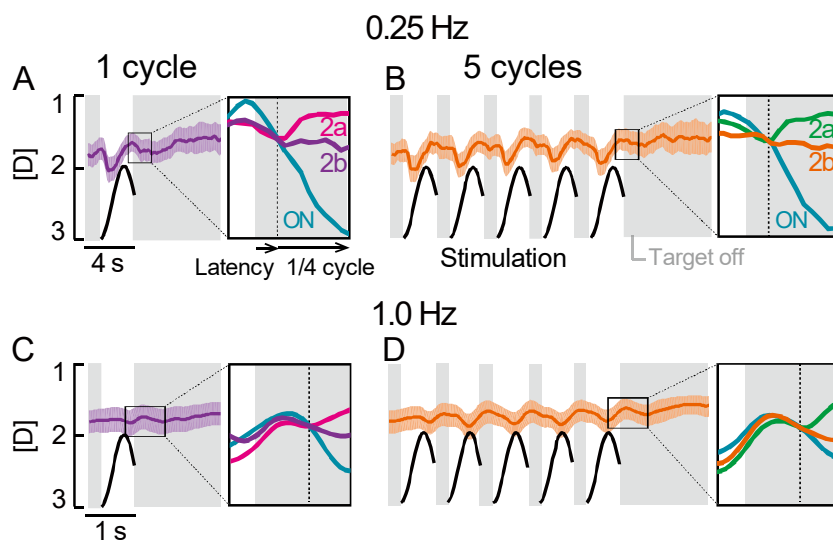 0.25 Hz
A 1 cycle B 5 cycles
1
2
3
[D]
2a
2b
ON
2a
2b
ON
4 s
Latency 1/4 cycle
Stimulation
Target off
1.0 Hz
C D
1
2
3
[D]
1 s